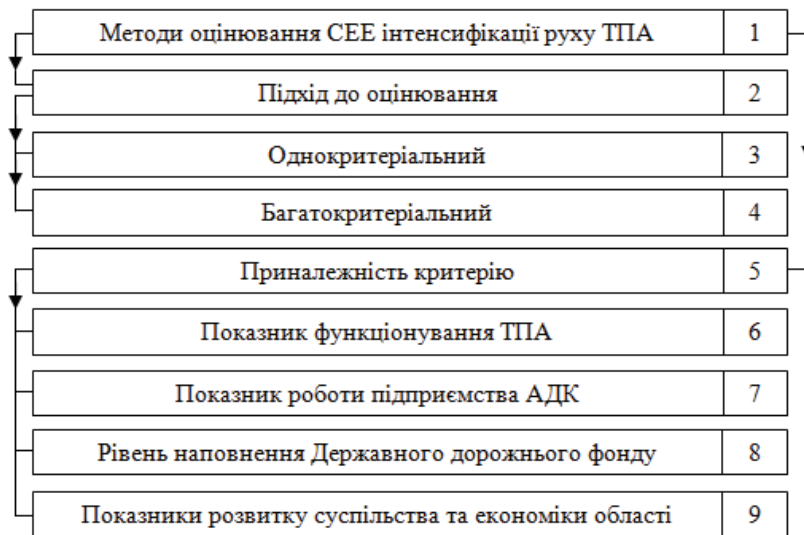 Методи оцінювання СЕЕ інтенсифікації руху ТПА 1
Підхід до оцінювання 2
Однокритеріальний 3
Багатокритеріальний 4
Приналежність критерію 5
Показник функціонування ТПА 6
Показник роботи підприємства АДК 7
Рівень наповнення Державного дорожнього фонду 8
Показники розвитку суспільства та економіки області 9